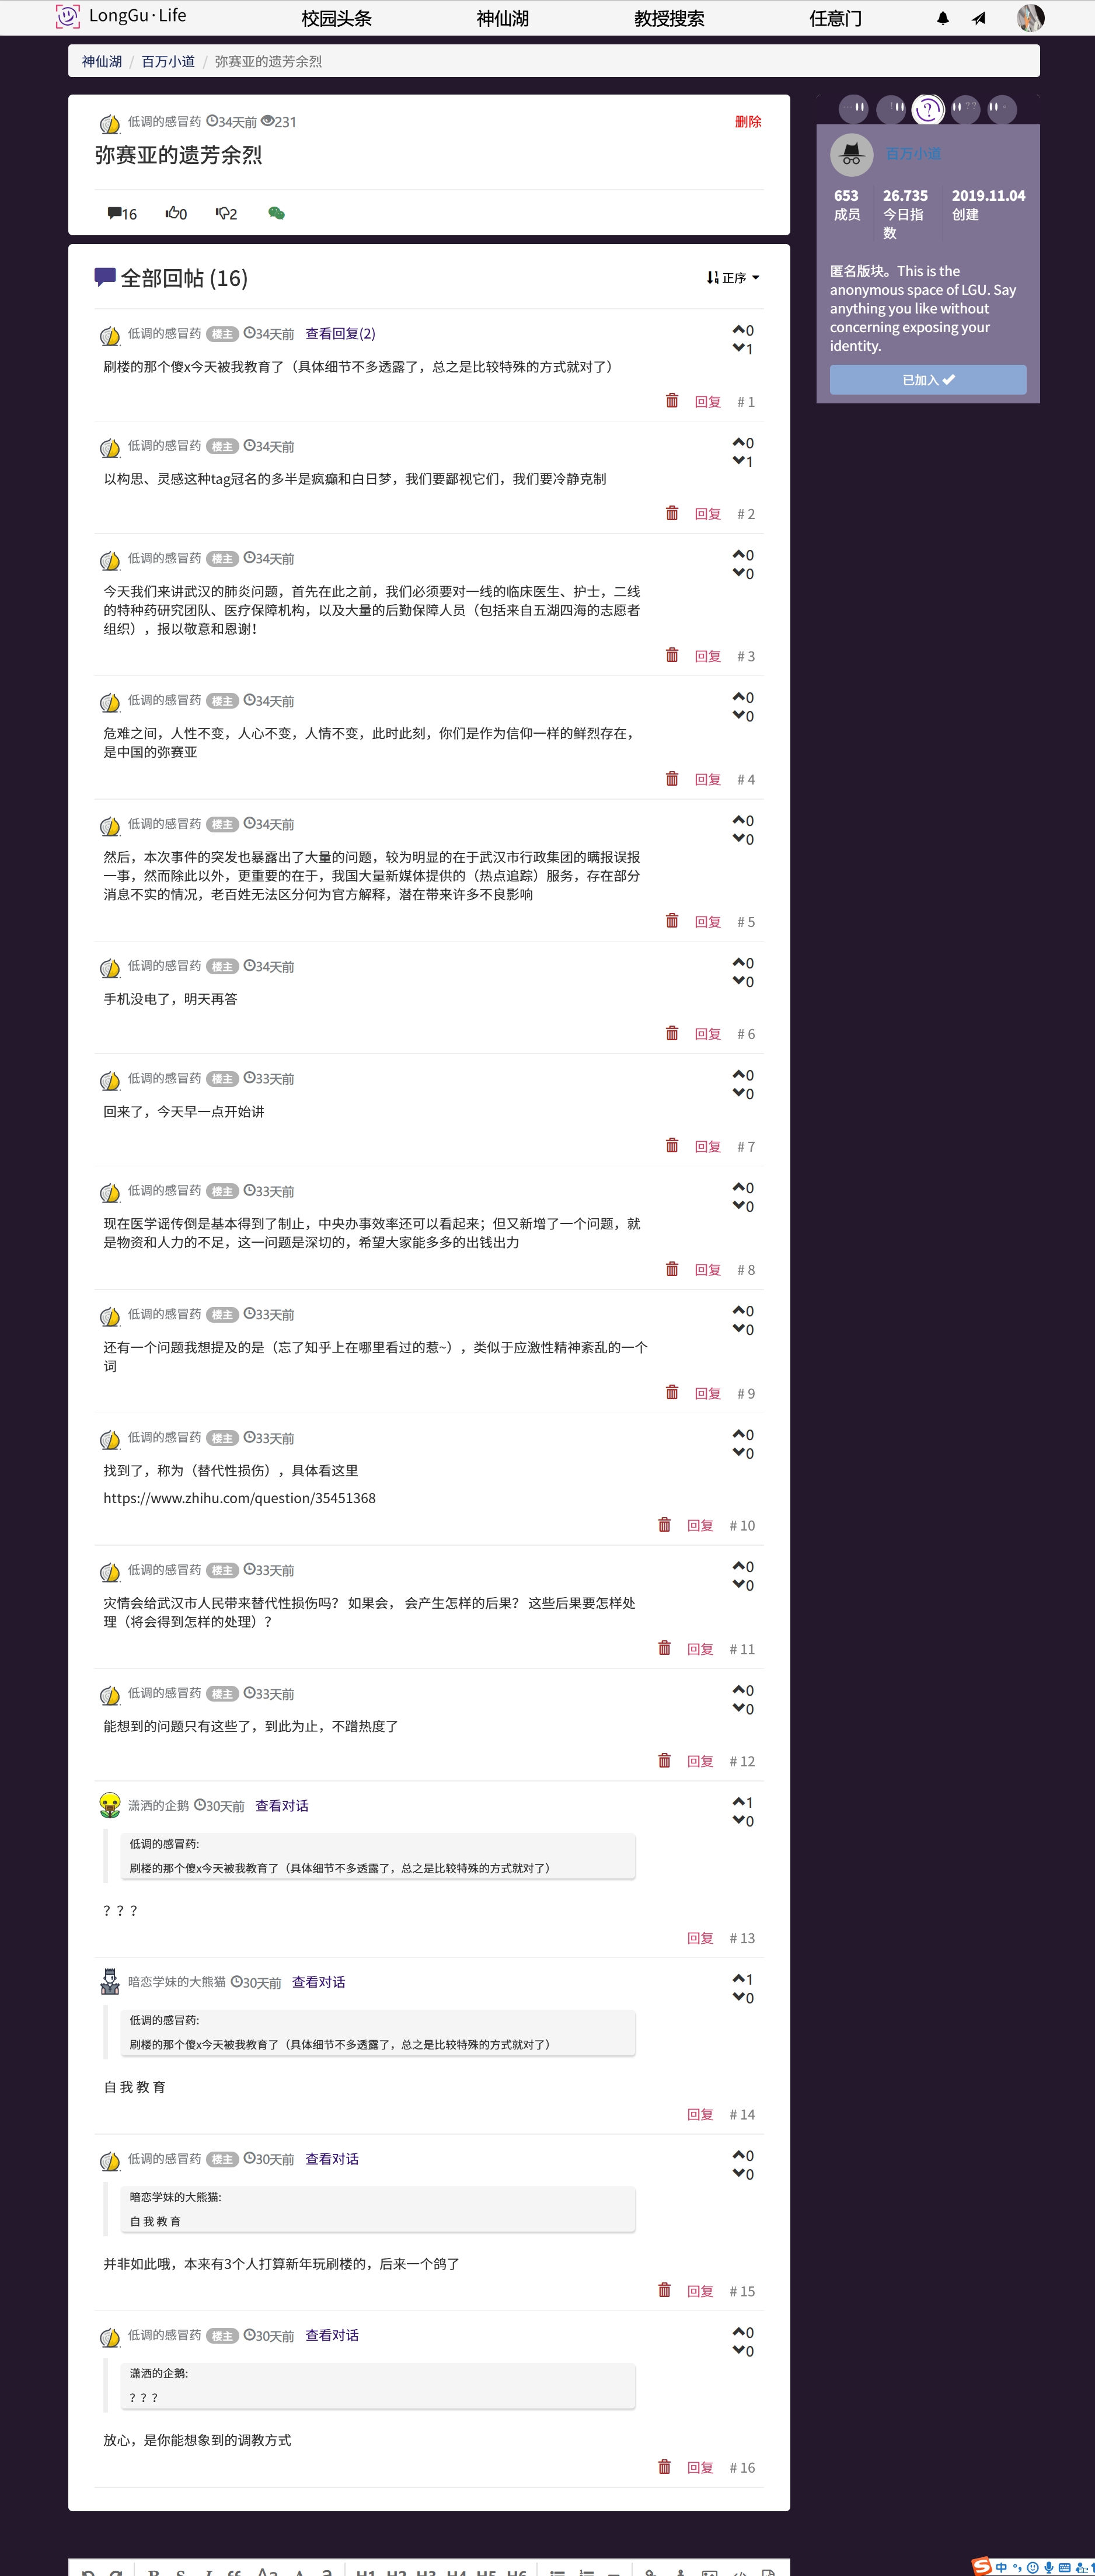 LongGu·Life 校园头条 神仙湖 教授搜索 任意门
神仙湖 / 百万小道 / 弥赛亚的遗芳余烈
低调的感冒药 34天前 231 删除
弥赛亚的遗芳余烈
16 0 2
全部回帖 (16) 正序
低调的感冒药 楼主 34天前 查看回复(2) 0
1
刷楼的那个傻x今天被我教育了（具体细节不多透露了，总之是比较特殊的方式就对了）
回复 # 1
低调的感冒药 楼主 34天前 0
1
以构思、灵感这种tag冠名的多半是疯癫和白日梦，我们要鄙视它们，我们要冷静克制
回复 # 2
低调的感冒药 楼主 34天前 0
0
今天我们来讲武汉的肺炎问题，首先在此之前，我们必须要对一线的临床医生、护士，二线
的特种药研究团队、医疗保障机构，以及大量的后勤保障人员（包括来自五湖四海的志愿者
组织），报以敬意和恩谢！
回复 # 3
低调的感冒药 楼主 34天前 0
0
危难之间，人性不变，人心不变，人情不变，此时此刻，你们是作为信仰一样的鲜烈存在，
是中国的弥赛亚
回复 # 4
低调的感冒药 楼主 34天前 0
0
然后，本次事件的突发也暴露出了大量的问题，较为明显的在于武汉市行政集团的瞒报误报
一事，然而除此以外，更重要的在于，我国大量新媒体提供的（热点追踪）服务，存在部分
消息不实的情况，老百姓无法区分何为官方解释，潜在带来许多不良影响
回复 # 5
低调的感冒药 楼主 34天前 0
0
手机没电了，明天再答
回复 # 6
低调的感冒药 楼主 33天前 0
0
回来了，今天早一点开始讲
回复 # 7
低调的感冒药 楼主 33天前 0
0
现在医学谣传倒是基本得到了制止，中央办事效率还可以看起来；但又新增了一个问题，就
是物资和人力的不足，这一问题是深切的，希望大家能多多的出钱出力
回复 # 8
低调的感冒药 楼主 33天前 0
0
还有一个问题我想提及的是（忘了知乎上在哪里看过的惹~），类似于应激性精神紊乱的一个
词
回复 # 9
低调的感冒药 楼主 33天前 0
0
找到了，称为（替代性损伤），具体看这里
https://www.zhihu.com/question/35451368
回复 # 10
低调的感冒药 楼主 33天前 0
0
灾情会给武汉市人民带来替代性损伤吗？ 如果会， 会产生怎样的后果？ 这些后果要怎样处
理（将会得到怎样的处理）？
回复 # 11
低调的感冒药 楼主 33天前 0
0
能想到的问题只有这些了，到此为止，不蹭热度了
回复 # 12
潇洒的企鹅 30天前 查看对话 1
0
低调的感冒药:
刷楼的那个傻x今天被我教育了（具体细节不多透露了，总之是比较特殊的方式就对了）
？？？
回复 # 13
暗恋学妹的大熊猫 30天前 查看对话 1
0
低调的感冒药:
刷楼的那个傻x今天被我教育了（具体细节不多透露了，总之是比较特殊的方式就对了）
自 我 教 育
回复 # 14
低调的感冒药 楼主 30天前 查看对话 0
0
暗恋学妹的大熊猫:
自 我 教 育
并非如此哦，本来有3个人打算新年玩刷楼的，后来一个鸽了
回复 # 15
低调的感冒药 楼主 30天前 查看对话 0
0
潇洒的企鹅:
？？？
放心，是你能想象到的调教方式
回复 # 16
百万小道
653 26.735 2019.11.04
成员 今日指 创建
数
匿名版块。This is the
anonymous space of LGU. Say
anything you like without
concerning exposing your
identity.
已加入
H1 H2 H3 H4 H5 H6
中